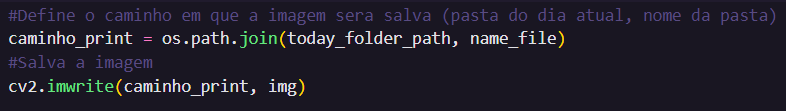 #Define o caminho em que a imagem sera salva (pasta do dia atual, nome da pasta)
caminho_print = os.path.join(today_folder_path, name_file)
#Salva a imagem
cv2.imwrite(caminho_print, img)